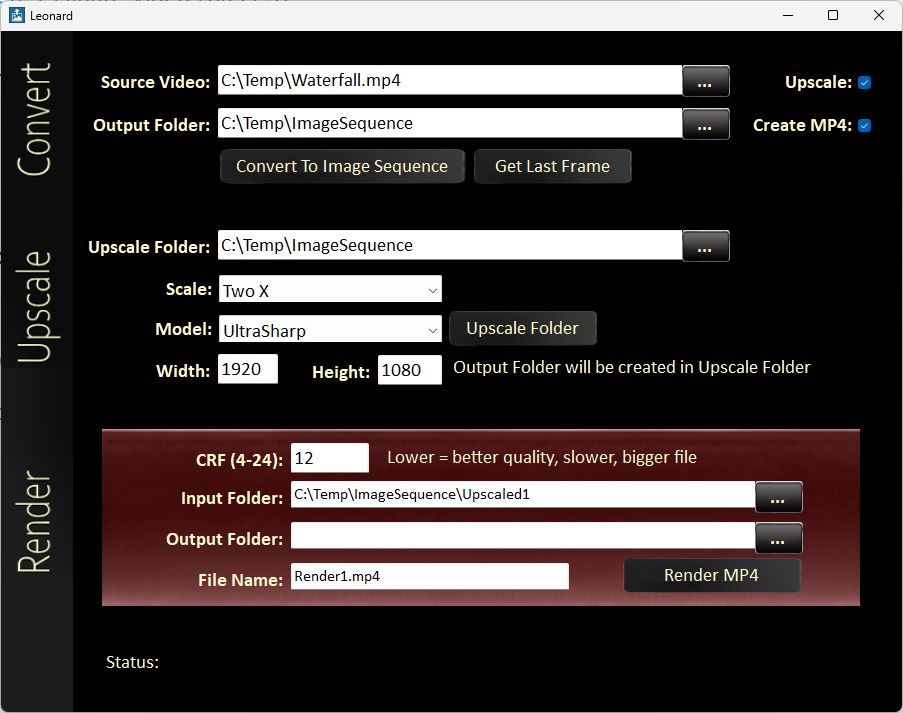 Leonard
Convert
Source Video: C:\Temp\Waterfall.mp4 ... Upscale:
Output Folder: C:\Temp\ImageSequence ... Create MP4:
Convert To Image Sequence Get Last Frame
Upscale
Upscale Folder: C:\Temp\ImageSequence ...
Scale: Two X
Model: UltraSharp Upscale Folder
Width: 1920 Height: 1080 Output Folder will be created in Upscale Folder
Render
CRF (4-24): 12 Lower = better quality, slower, bigger file
Input Folder: C:\Temp\ImageSequence\Upscaled1 ...
Output Folder: ...
File Name: Render1.mp4 Render MP4
Status: